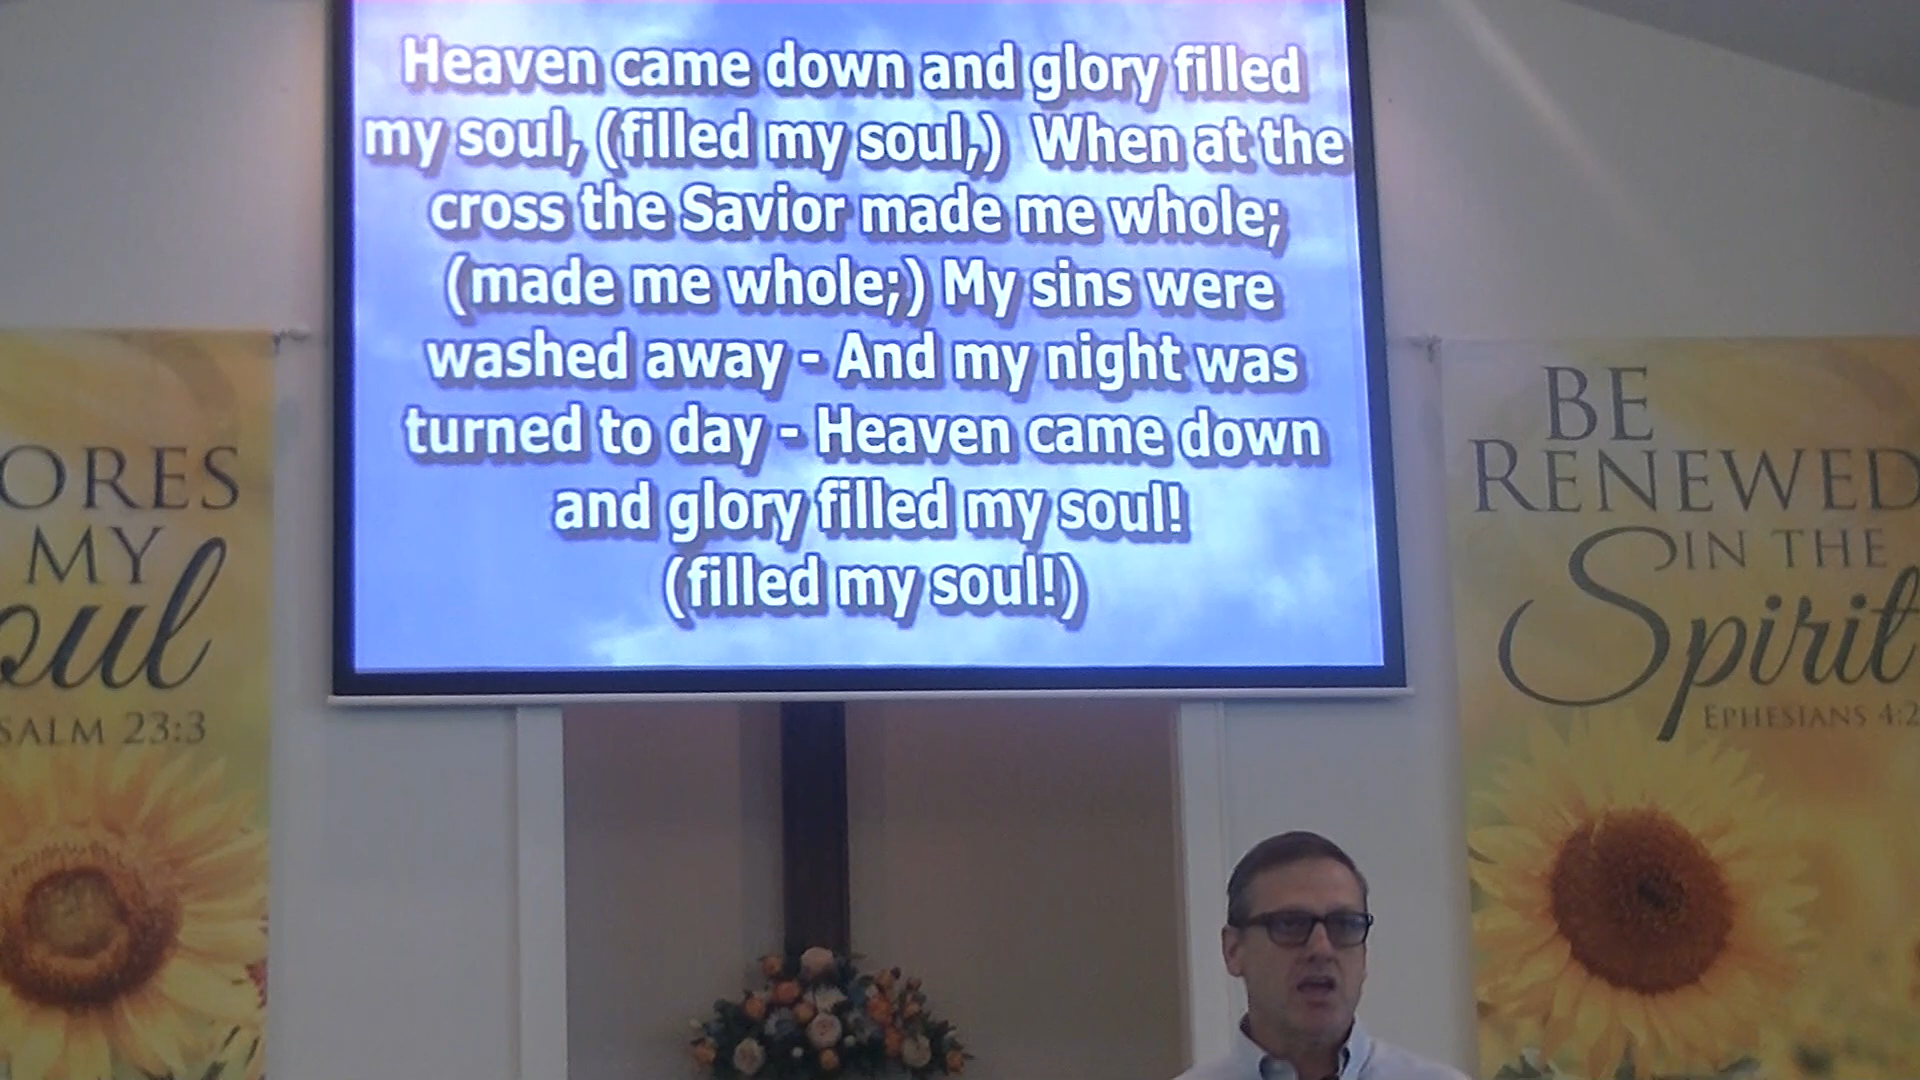 Heaven came down and glory filled
my soul, (filled my soul,) When at the
cross the Savior made me whole;
(made me whole;) My sins were
washed away - And my night was
turned to day - Heaven came down
and glory filled my soul!
(filled my soul!)
ORES
MY
oul
SALM 23:3
BE
RENEWED
IN THE
Spirit
EPHESIANS 4:2